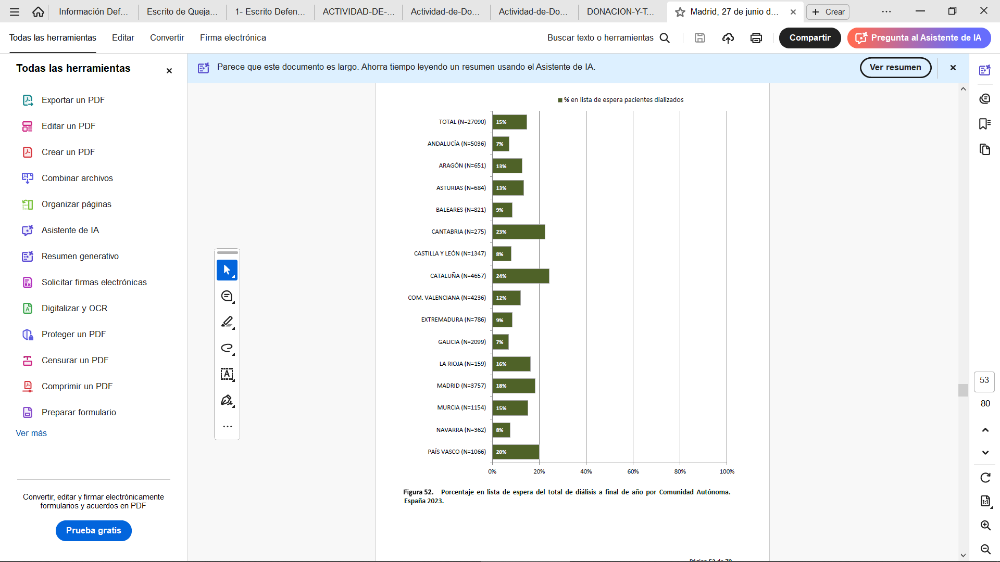 Información Def...
Escrito de Queja...
1- Escrito Defen...
ACTIVIDAD-DE-...
Actividad-de-Do...
Actividad-de-Do...
DONACION-Y-T...
Madrid, 27 de junio d...
Crear
Todas las herramientas
Editar
Convertir
Firma electrónica
Buscar texto o herramientas
Compartir
Pregunta al Asistente de IA
Todas las herramientas
Exportar un PDF
Editar un PDF
Crear un PDF
Combinar archivos
Organizar páginas
Asistente de IA
Resumen generativo
Solicitar firmas electrónicas
Digitalizar y OCR
Proteger un PDF
Censurar un PDF
Comprimir un PDF
Preparar formulario
Ver más
Convertir, editar y firmar electrónicamente
formularios y acuerdos en PDF
Prueba gratis
Parece que este documento es largo. Ahorra tiempo leyendo un resumen usando el Asistente de IA.
Ver resumen
% en lista de espera pacientes dializados
TOTAL (N=27090) 15%
ANDALUCÍA (N=5036) 7%
ARAGÓN (N=651) 13%
ASTURIAS (N=684) 13%
BALEARES (N=821) 9%
CANTABRIA (N=275) 23%
CASTILLA Y LEÓN (N=1347) 8%
CATALUÑA (N=4657) 24%
COM. VALENCIANA (N=4236) 12%
EXTREMADURA (N=786) 9%
GALICIA (N=2099) 7%
LA RIOJA (N=159) 16%
MADRID (N=3757) 18%
MURCIA (N=1154) 15%
NAVARRA (N=362) 8%
PAÍS VASCO (N=1066) 20%
0% 20% 40% 60% 80% 100%
Figura 52. Porcentaje en lista de espera del total de diálisis a final de año por Comunidad Autónoma.
España 2023.
53
80